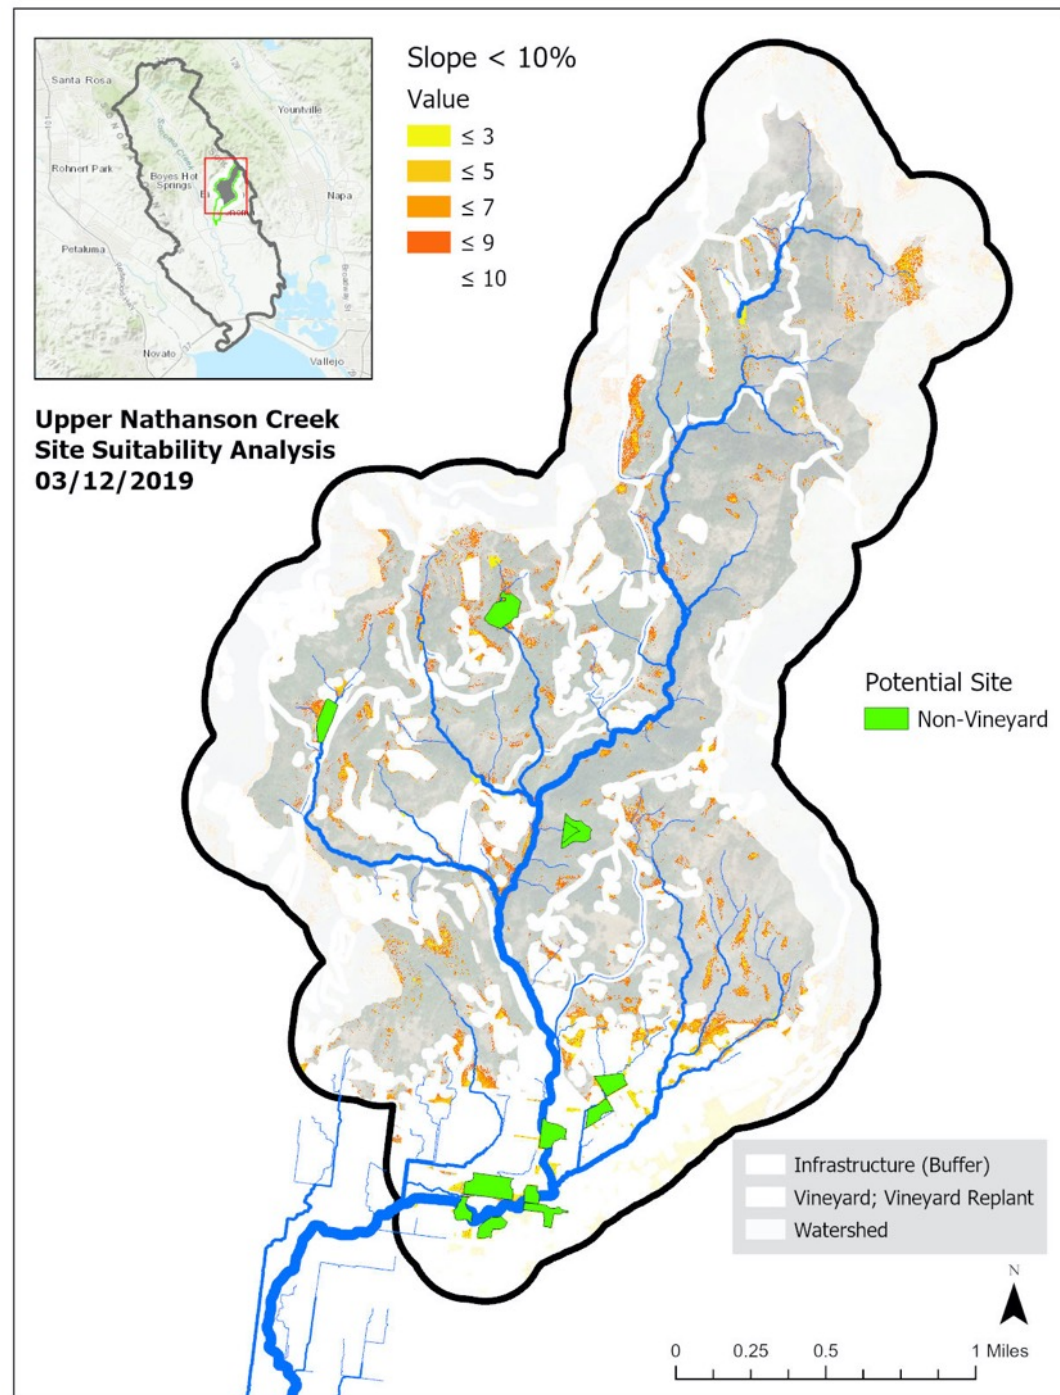 Santa Rosa
Yountville
Rohnert Park
Boyes Hot
Springs
Sonoma Creek
Napa
Petaluma
Novato
Vallejo
Slope < 10%
Value
≤ 3
≤ 5
≤ 7
≤ 9
≤ 10
Upper Nathanson Creek
Site Suitability Analysis
03/12/2019
Potential Site
Non-Vineyard
Infrastructure (Buffer)
Vineyard; Vineyard Replant
Watershed
N
0 0.25 0.5 1 Miles